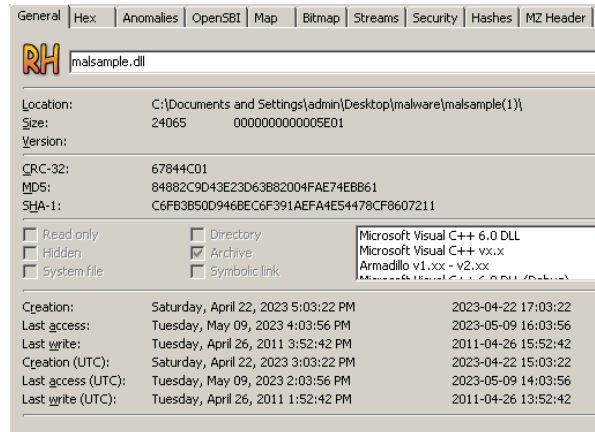 General Hex Anomalies OpenSBI Map Bitmap Streams Security Hashes MZ Header
RH malsample.dll
Location: C:\Documents and Settings\admin\Desktop\malware\malsample(1)\
Size: 24065 0000000000005E01
Version:
CRC-32: 67844C01
MD5: 84882C9D43E23D63B82004FAE74EBB61
SHA-1: C6FB3B50D946BEC6F391AEFA4E54478CF8607211
Read only Directory Microsoft Visual C++ 6.0 DLL
Hidden Archive Microsoft Visual C++ vx.x
System file Symbolic link Armadillo v1.xx - v2.xx
Microsoft Visual C++ 6.0 DLL (Debug)
Creation: Saturday, April 22, 2023 5:03:22 PM 2023-04-22 17:03:22
Last access: Tuesday, May 09, 2023 4:03:56 PM 2023-05-09 16:03:56
Last write: Tuesday, April 26, 2011 3:52:42 PM 2011-04-26 15:52:42
Creation (UTC): Saturday, April 22, 2023 3:03:22 PM 2023-04-22 15:03:22
Last access (UTC): Tuesday, May 09, 2023 2:03:56 PM 2023-05-09 14:03:56
Last write (UTC): Tuesday, April 26, 2011 1:52:42 PM 2011-04-26 13:52:42